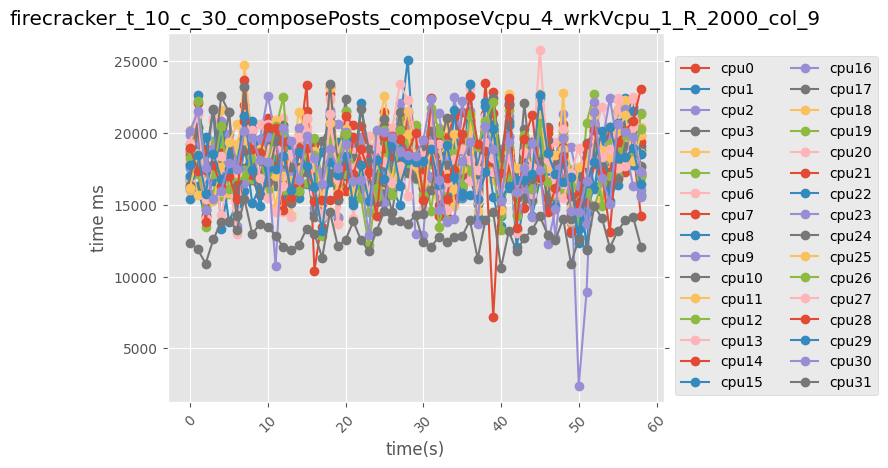 firecracker_t_10_c_30_composePosts_composeVcpu_4_wrkVcpu_1_R_2000_col_9
25000
20000
15000
10000
5000
time ms
0
10
20
30
40
50
60
time(s)
cpu0
cpu1
cpu2
cpu3
cpu4
cpu5
cpu6
cpu7
cpu8
cpu9
cpu10
cpu11
cpu12
cpu13
cpu14
cpu15
cpu16
cpu17
cpu18
cpu19
cpu20
cpu21
cpu22
cpu23
cpu24
cpu25
cpu26
cpu27
cpu28
cpu29
cpu30
cpu31